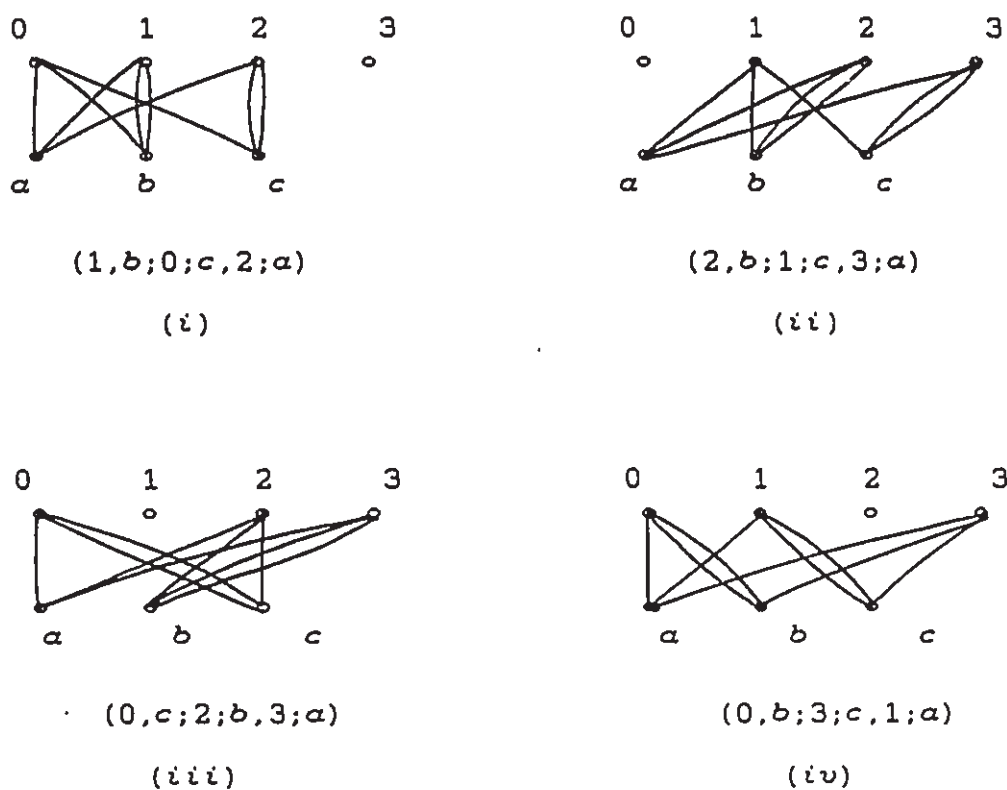 0 1 2 3
a b c
(1,b;0;c,2;a)
(i)
0 1 2 3
a b c
(2,b;1;c,3;a)
(ii)
0 1 2 3
a b c
(0,c;2;b,3;a)
(iii)
0 1 2 3
a b c
(0,b;3;c,1;a)
(iv)